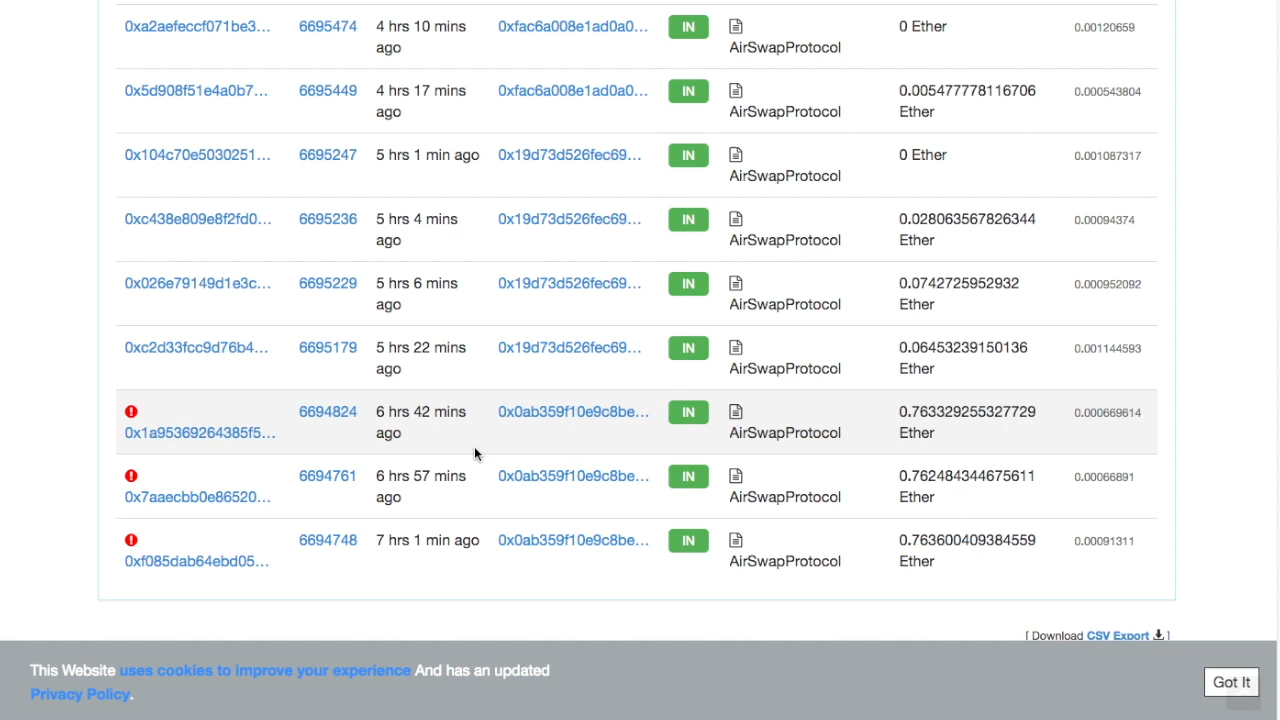 0xa2aefeccf071be3... 6695474 4 hrs 10 mins ago 0xfac6a008e1ad0a0... IN AirSwapProtocol 0 Ether 0.00120659
0x5d908f51e4a0b7... 6695449 4 hrs 17 mins ago 0xfac6a008e1ad0a0... IN AirSwapProtocol 0.005477778116706 Ether 0.000543804
0x104c70e5030251... 6695247 5 hrs 1 min ago 0x19d73d526fec69... IN AirSwapProtocol 0 Ether 0.001087317
0xc438e809e8f2fd0... 6695236 5 hrs 4 mins ago 0x19d73d526fec69... IN AirSwapProtocol 0.028063567826344 Ether 0.00094374
0x026e79149d1e3c... 6695229 5 hrs 6 mins ago 0x19d73d526fec69... IN AirSwapProtocol 0.0742725952932 Ether 0.000952092
0xc2d33fcc9d76b4... 6695179 5 hrs 22 mins ago 0x19d73d526fec69... IN AirSwapProtocol 0.06453239150136 Ether 0.001144593
0x1a95369264385f5... 6694824 6 hrs 42 mins ago 0x0ab359f10e9c8be... IN AirSwapProtocol 0.763329255327729 Ether 0.000669614
0x7aaecbb0e86520... 6694761 6 hrs 57 mins ago 0x0ab359f10e9c8be... IN AirSwapProtocol 0.762484344675611 Ether 0.00066891
0xf085dab64ebd05... 6694748 7 hrs 1 min ago 0x0ab359f10e9c8be... IN AirSwapProtocol 0.763600409384559 Ether 0.00091311
[ Download CSV Export ]
This Website uses cookies to improve your experience And has an updated
Privacy Policy.
Got It